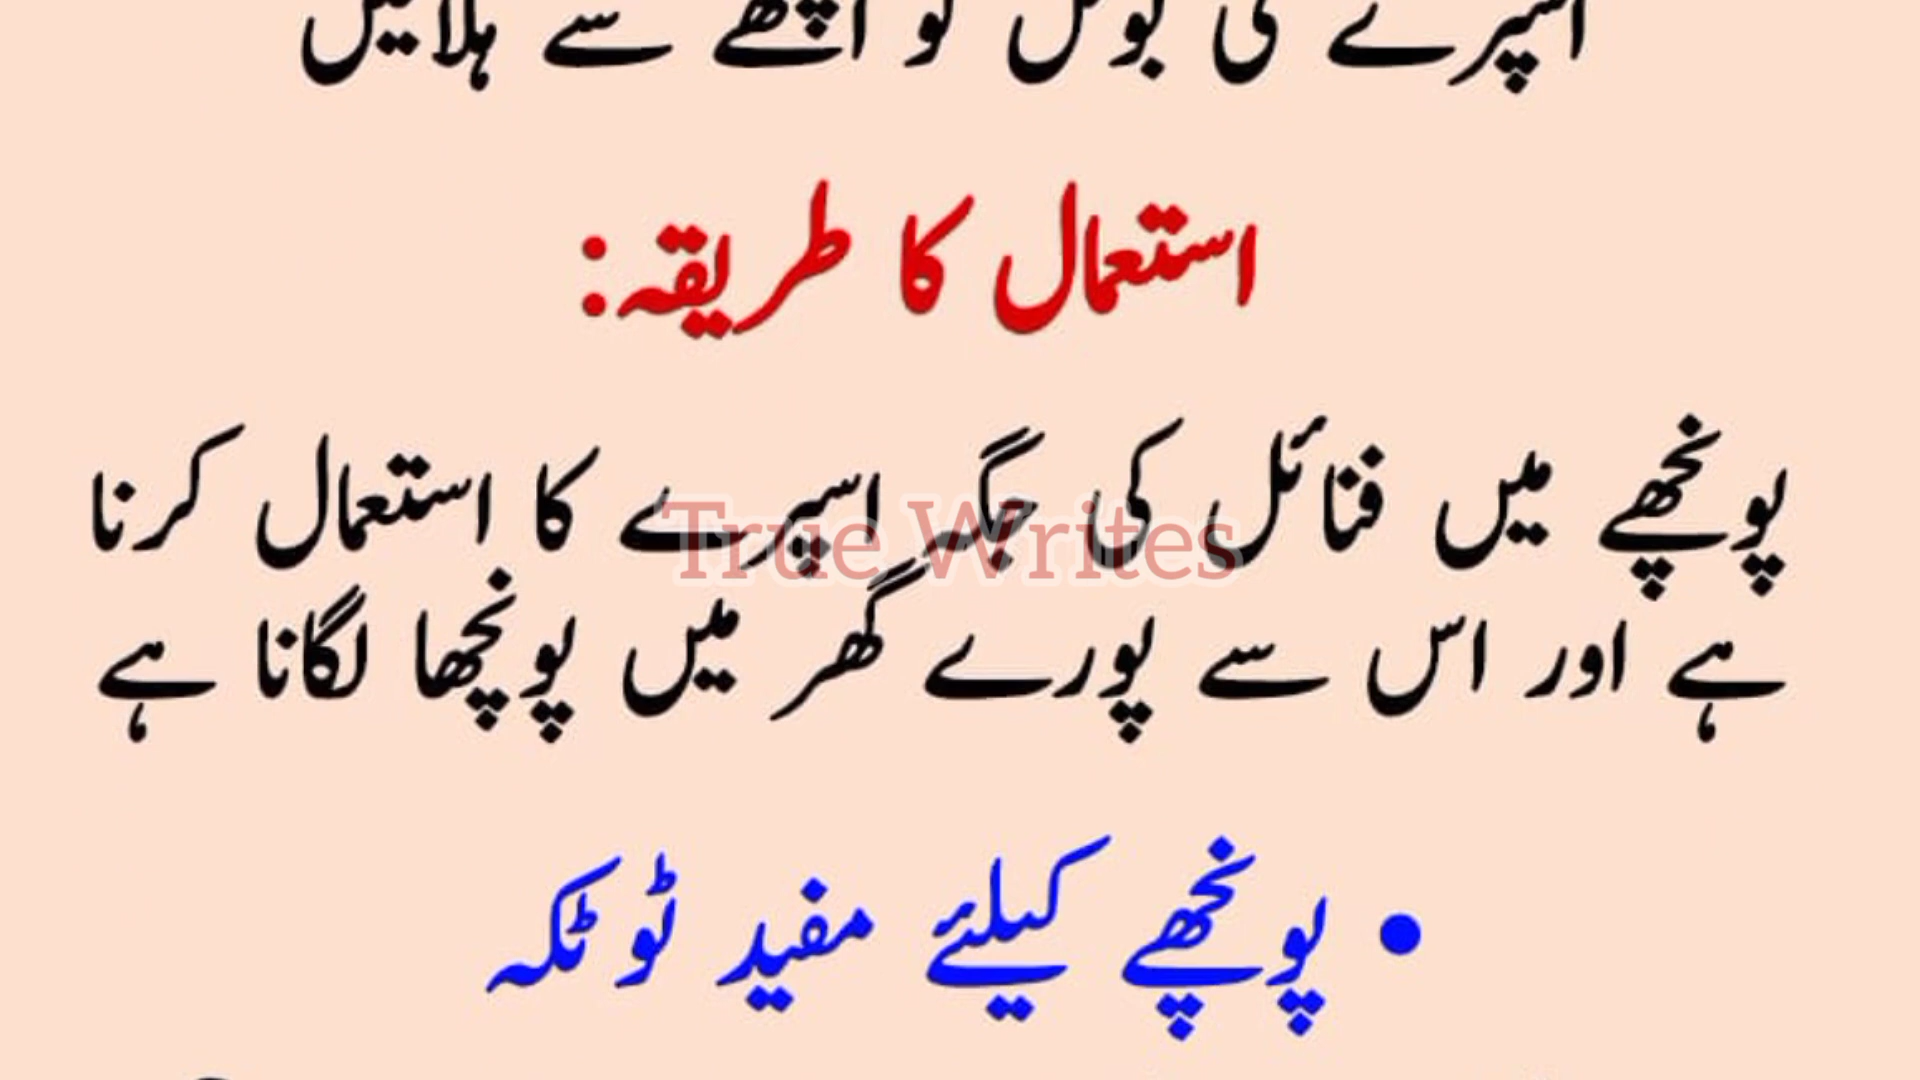 اسپرے کی بوتل کو اچھے سے ہلائیں
استعمال کا طریقہ:
پونچھے میں فنائل کی جگہ اسپرے کا استعمال کرنا
ہے اور اس سے پورے گھر میں پونچھا لگانا ہے
True Writes
• پونچھے کیلئے مفید ٹوٹکہ